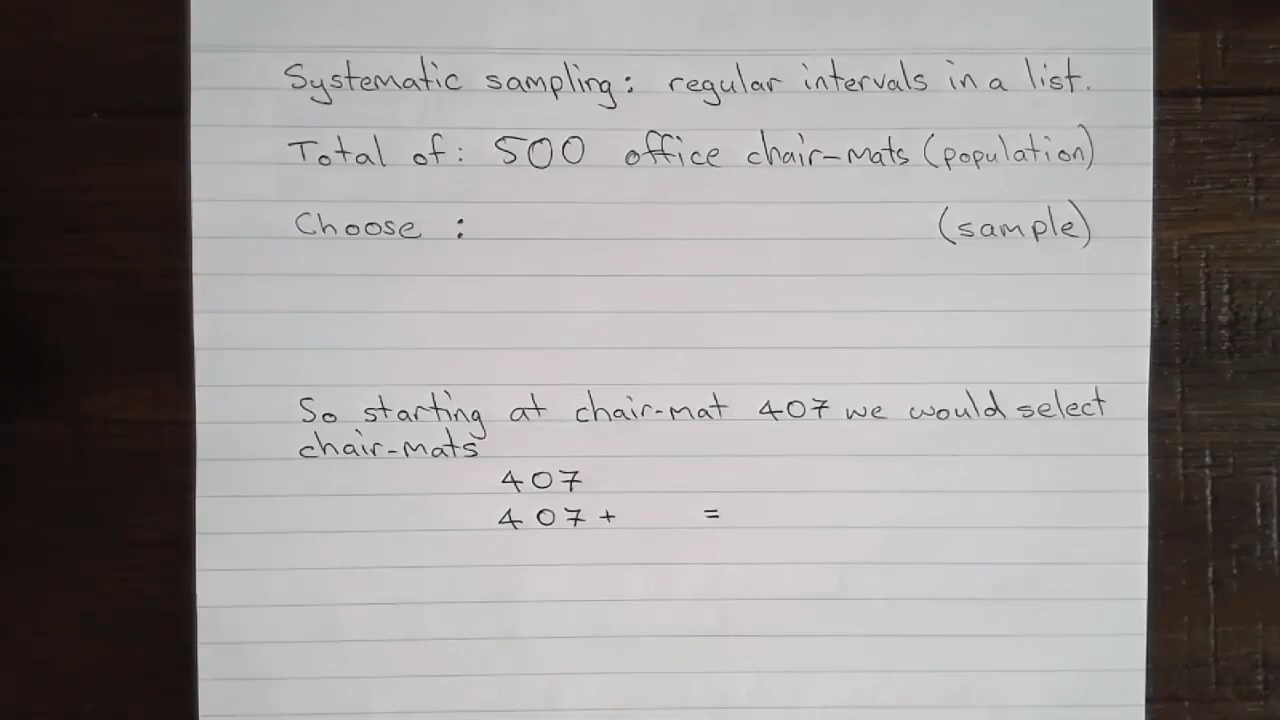 Systematic sampling: regular intervals in a list.
Total of: 500 office chair-mats (population)
Choose : (sample)
So starting at chair-mat 407 we would select
chair-mats
407
407 + =